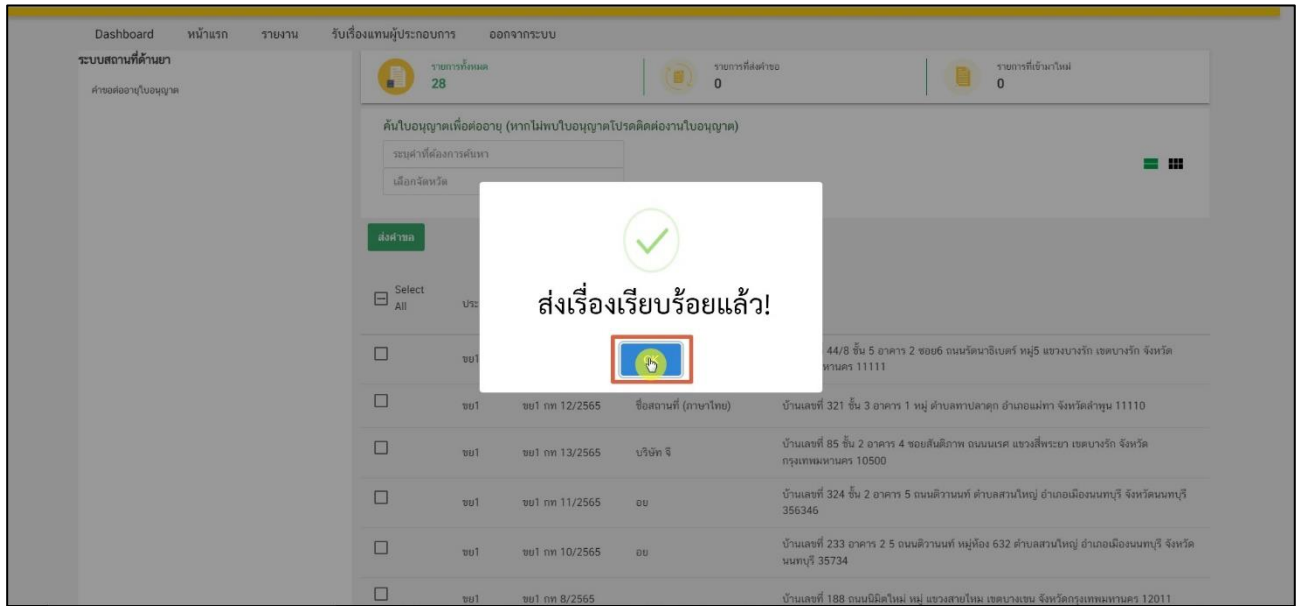 Dashboard หน้าแรก รายงาน รับเรื่องแทนผู้ประกอบการ ออกจากระบบ
ระบบสถานที่ด้านยา
คำขอต่ออายุใบอนุญาต
รายการทั้งหมด
28
รายการที่ส่งคำขอ
0
รายการที่เข้ามาใหม่
0
ค้นใบอนุญาตเพื่อต่ออายุ (หากไม่พบใบอนุญาตโปรดติดต่องานใบอนุญาต)
ระบุคำที่ต้องการค้นหา
เลือกจังหวัด
ส่งคำขอ
ส่งเรื่องเรียบร้อยแล้ว!
Select All
ขย1 44/8 ชั้น 5 อาคาร 2 ซอย6 ถนนรัตนาธิเบศร์ หมู่5 แขวงบางรัก เขตบางรัก จังหวัด
11111
ขย1 ขย1 กท 12/2565 ชื่อสถานที่ (ภาษาไทย) บ้านเลขที่ 321 ชั้น 3 อาคาร 1 หมู่ ตำบลทาปลาดุก อำเภอแม่ทา จังหวัดลำพูน 11110
ขย1 ขย1 กท 13/2565 บริษัท จิ บ้านเลขที่ 85 ชั้น 2 อาคาร 4 ซอยสันติภาพ ถนนนเรศ แขวงสี่พระยา เขตบางรัก จังหวัด
กรุงเทพมหานคร 10500
ขย1 ขย1 กท 11/2565 อย บ้านเลขที่ 324 ชั้น 2 อาคาร 5 ถนนติวานนท์ ตำบลสวนใหญ่ อำเภอเมืองนนทบุรี จังหวัดนนทบุรี
356346
ขย1 ขย1 กท 10/2565 อย บ้านเลขที่ 233 อาคาร 2 5 ถนนติวานนท์ หมู่ห้อง 632 ตำบลสวนใหญ่ อำเภอเมืองนนทบุรี จังหวัด
นนทบุรี 35734
ขย1 ขย1 กท 8/2565 บ้านเลขที่ 188 ถนนนิมิตใหม่ หมู่ แขวงสายไหม เขตบางเขน จังหวัดกรุงเทพมหานคร 12011